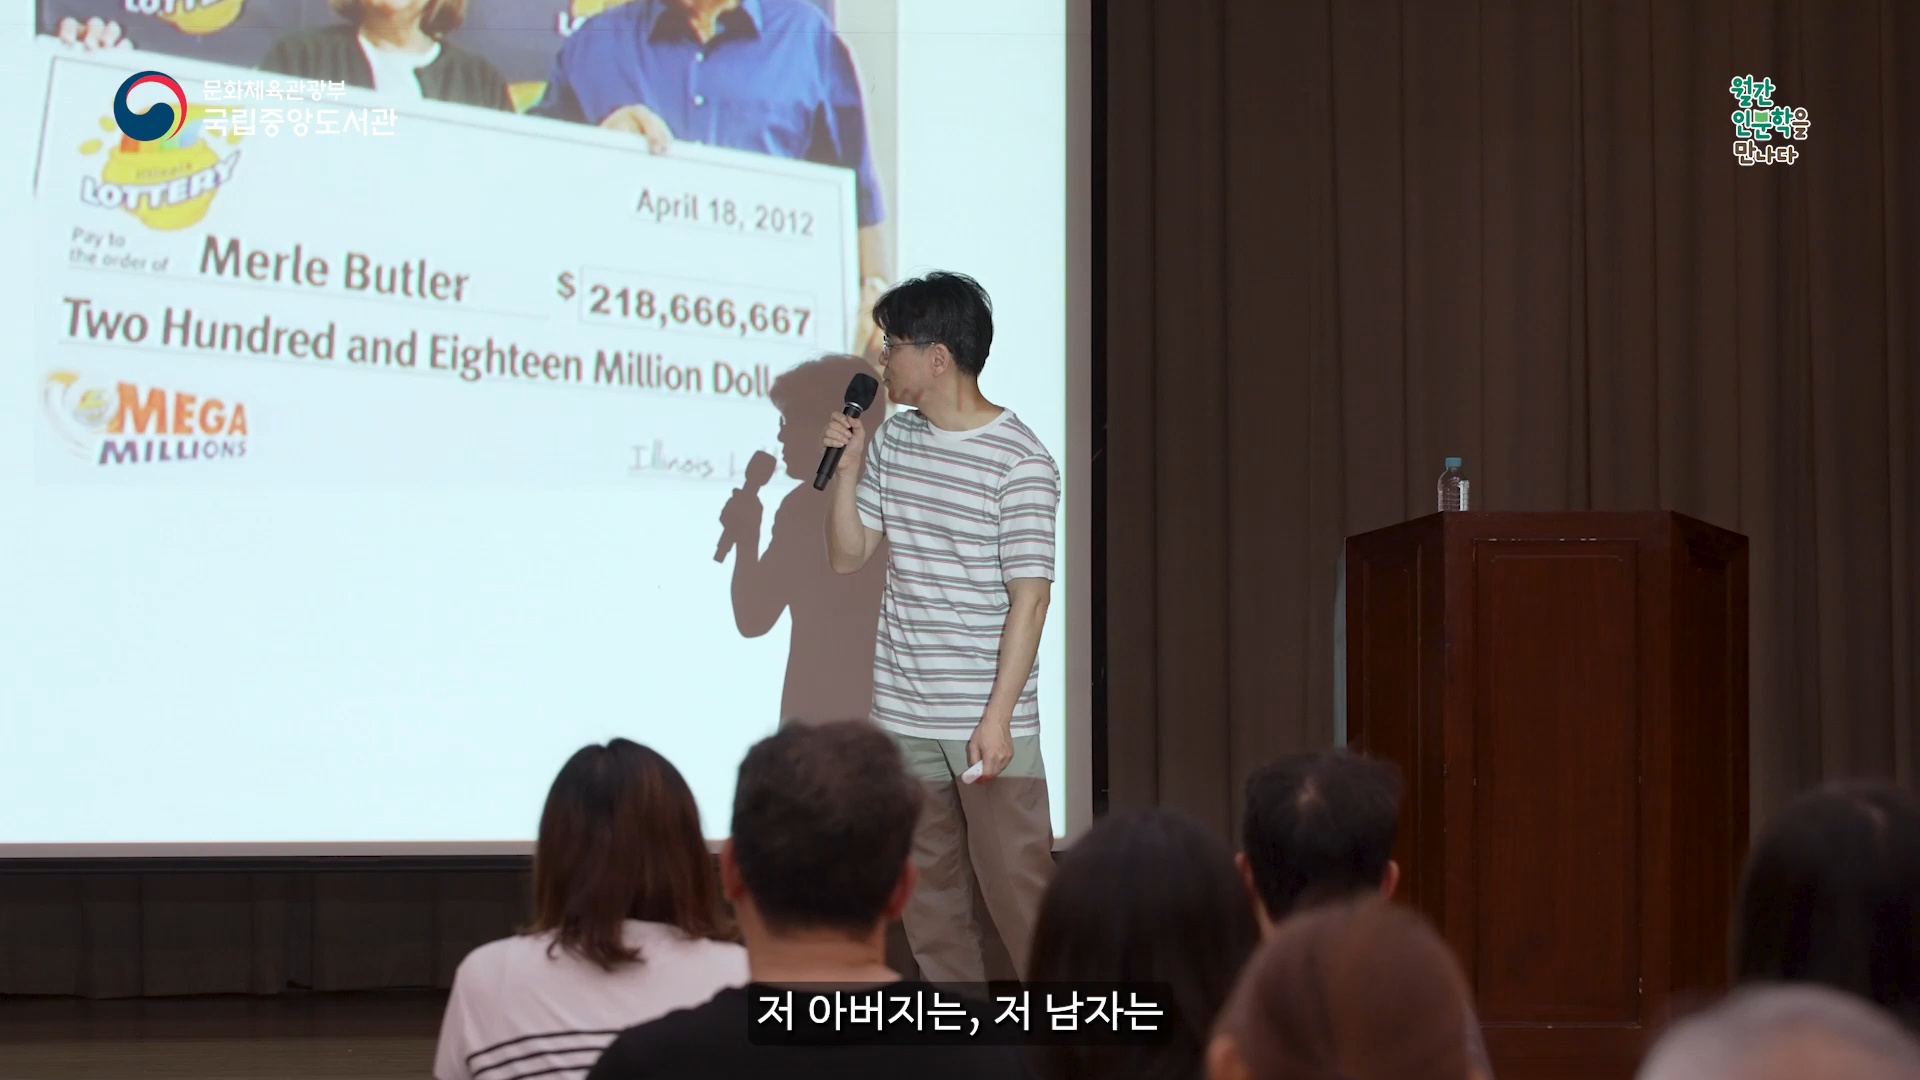 LOTTERY
문화체육관광부
국립중앙도서관
월간
인문학을
만나다
Illinois
LOTTERY
April 18, 2012
Pay to
the order of
Merle Butler
$ 218,666,667
Two Hundred and Eighteen Million Doll
MEGA
MILLIONS
Illinois L
저 아버지는, 저 남자는